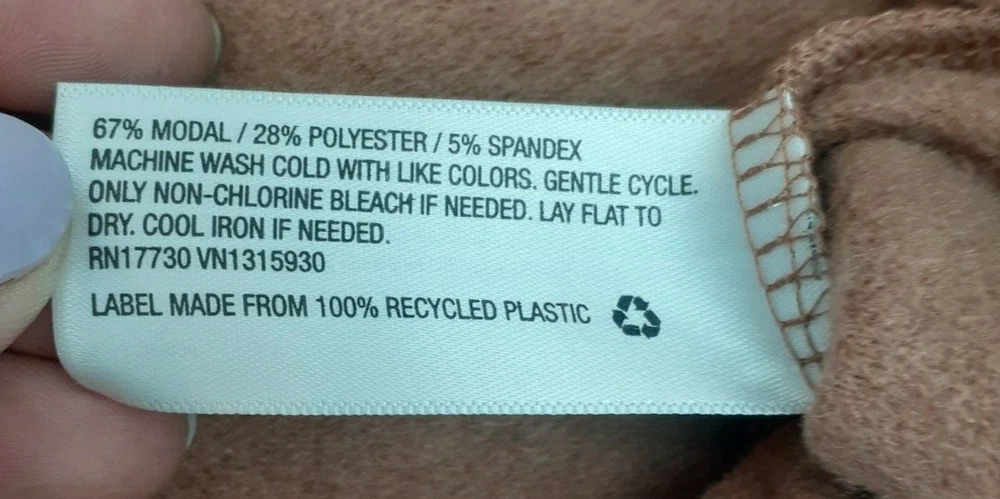 67% MODAL / 28% POLYESTER / 5% SPANDEX
MACHINE WASH COLD WITH LIKE COLORS. GENTLE CYCLE.
ONLY NON-CHLORINE BLEACH IF NEEDED. LAY FLAT TO
DRY. COOL IRON IF NEEDED.
RN17730 VN1315930
LABEL MADE FROM 100% RECYCLED PLASTIC